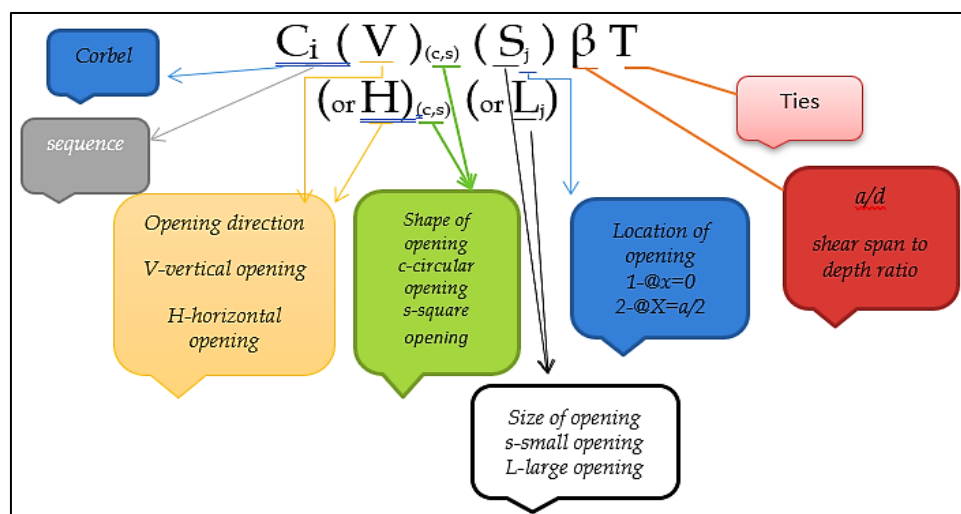 Corbel
Ci ( V )(c,s) ( Sj ) β T
(or H)(c,s) (or Lj)
Ties
sequence
Opening direction
V-vertical opening
H-horizontal
opening
Shape of
opening
c-circular
opening
s-square
opening
Location of
opening
1-@x=0
2-@X=a/2
a/d
shear span to
depth ratio
Size of opening
s-small opening
L-large opening